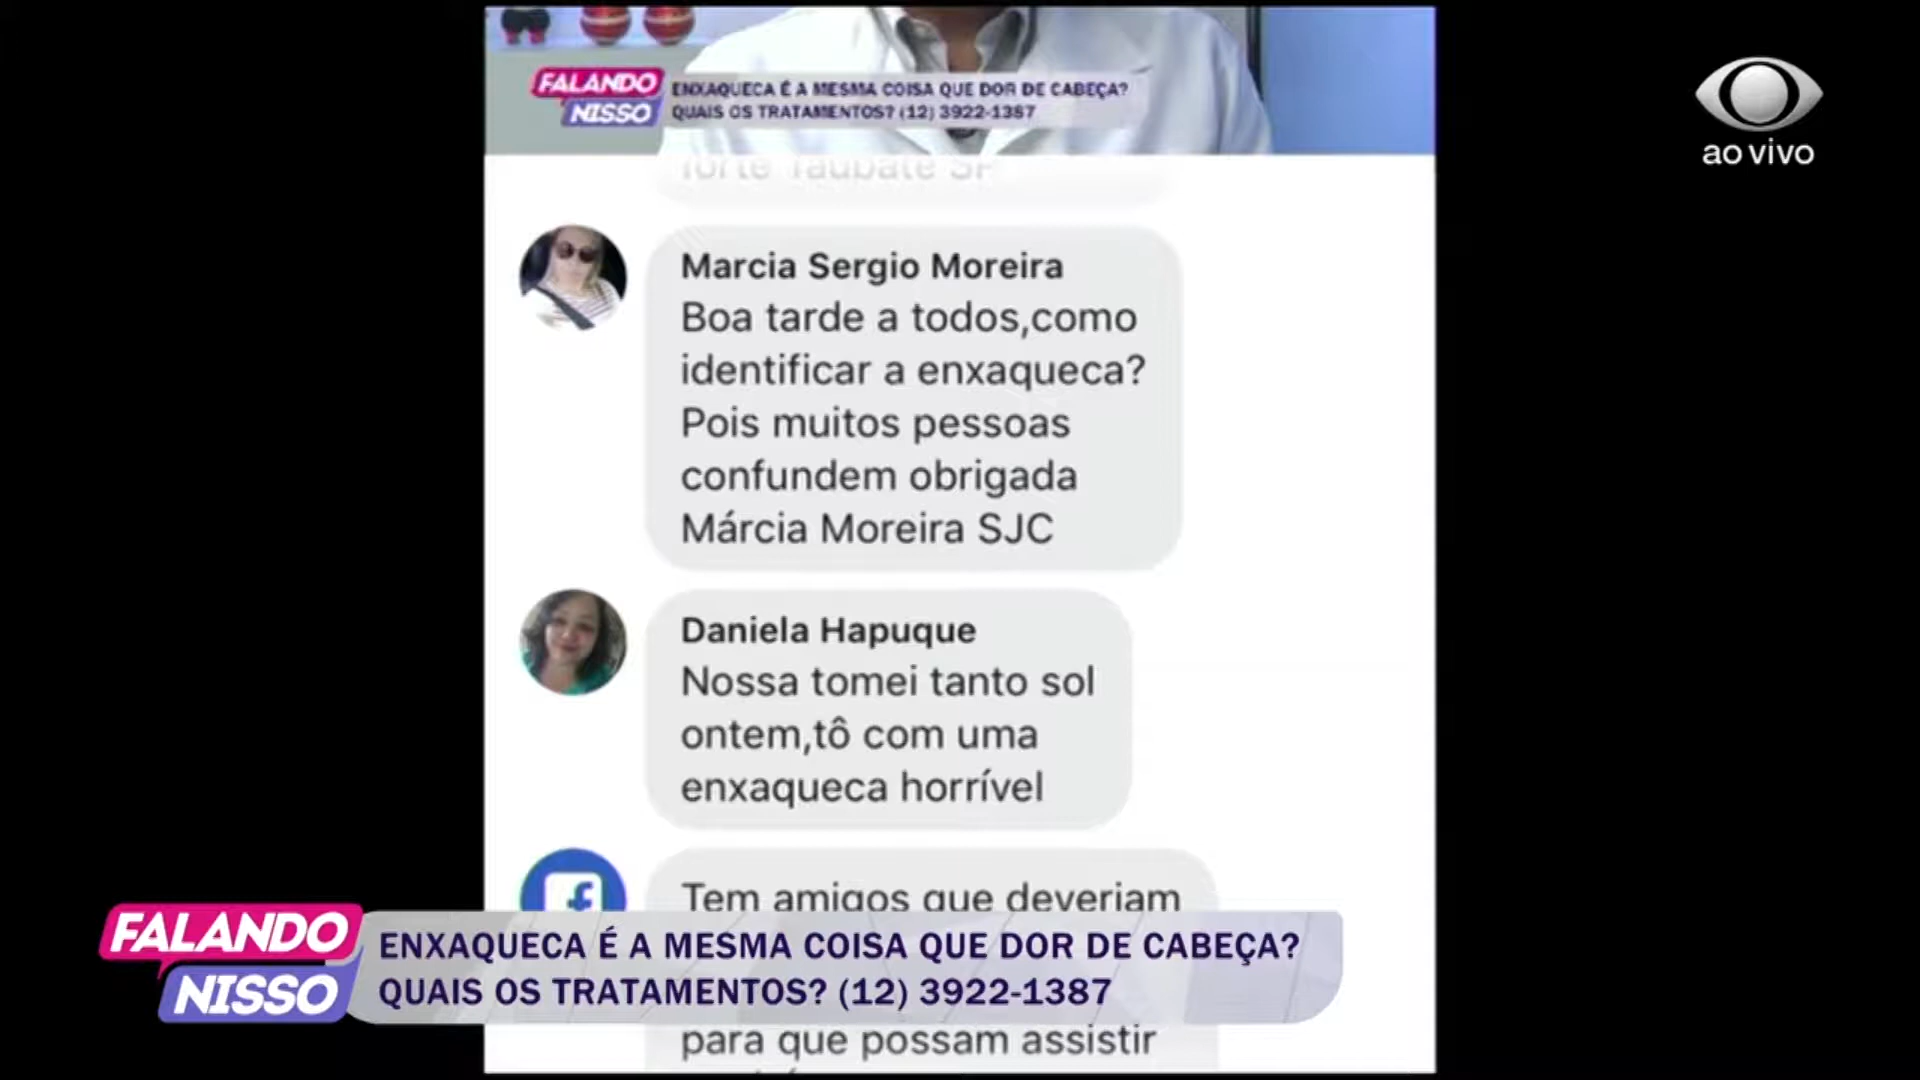 FALANDO
NISSO
ENXAQUECA É A MESMA COISA QUE DOR DE CABEÇA?
QUAIS OS TRATAMENTOS? (12) 3922-1387
ao vivo
forte Taubate SP
Marcia Sergio Moreira
Boa tarde a todos,como
identificar a enxaqueca?
Pois muitos pessoas
confundem obrigada
Márcia Moreira SJC
Daniela Hapuque
Nossa tomei tanto sol
ontem,tô com uma
enxaqueca horrível
Tem amigos que deveriam
FALANDO
NISSO
ENXAQUECA É A MESMA COISA QUE DOR DE CABEÇA?
QUAIS OS TRATAMENTOS? (12) 3922-1387
para que possam assistir